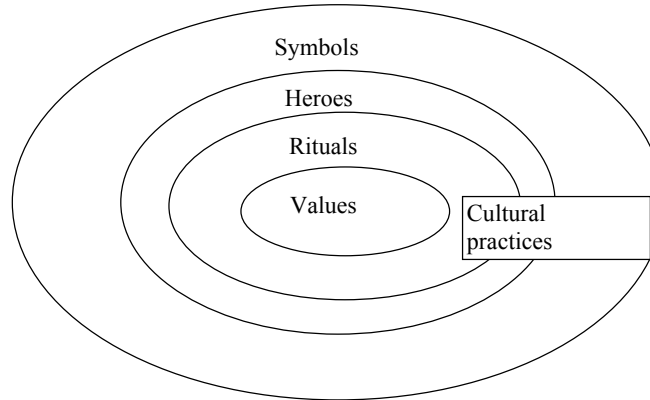 Symbols
Heroes
Rituals
Values
Cultural
practices